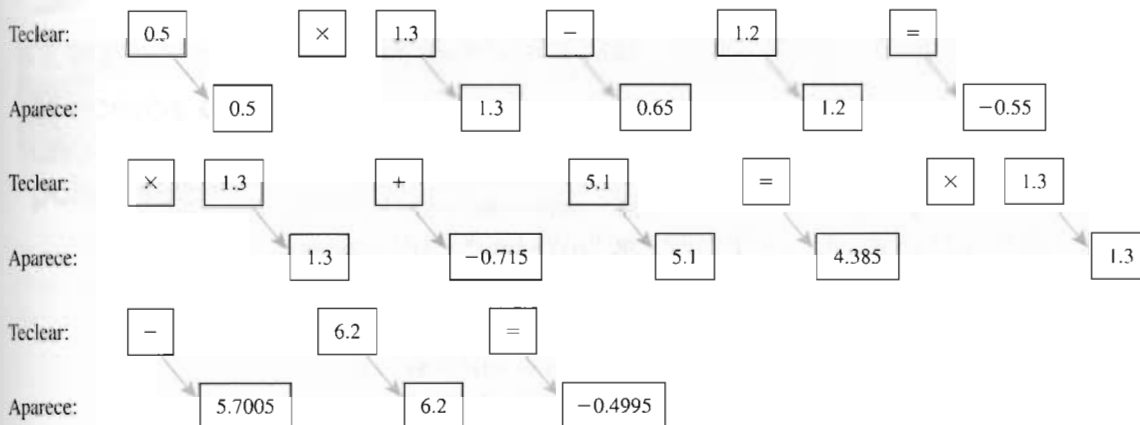 Teclear: 0.5 × 1.3 − 1.2 =
Aparece: 0.5 1.3 0.65 1.2 −0.55
Teclear: × 1.3 + 5.1 = × 1.3
Aparece: 1.3 −0.715 5.1 4.385 1.3
Teclear: − 6.2 =
Aparece: 5.7005 6.2 −0.4995